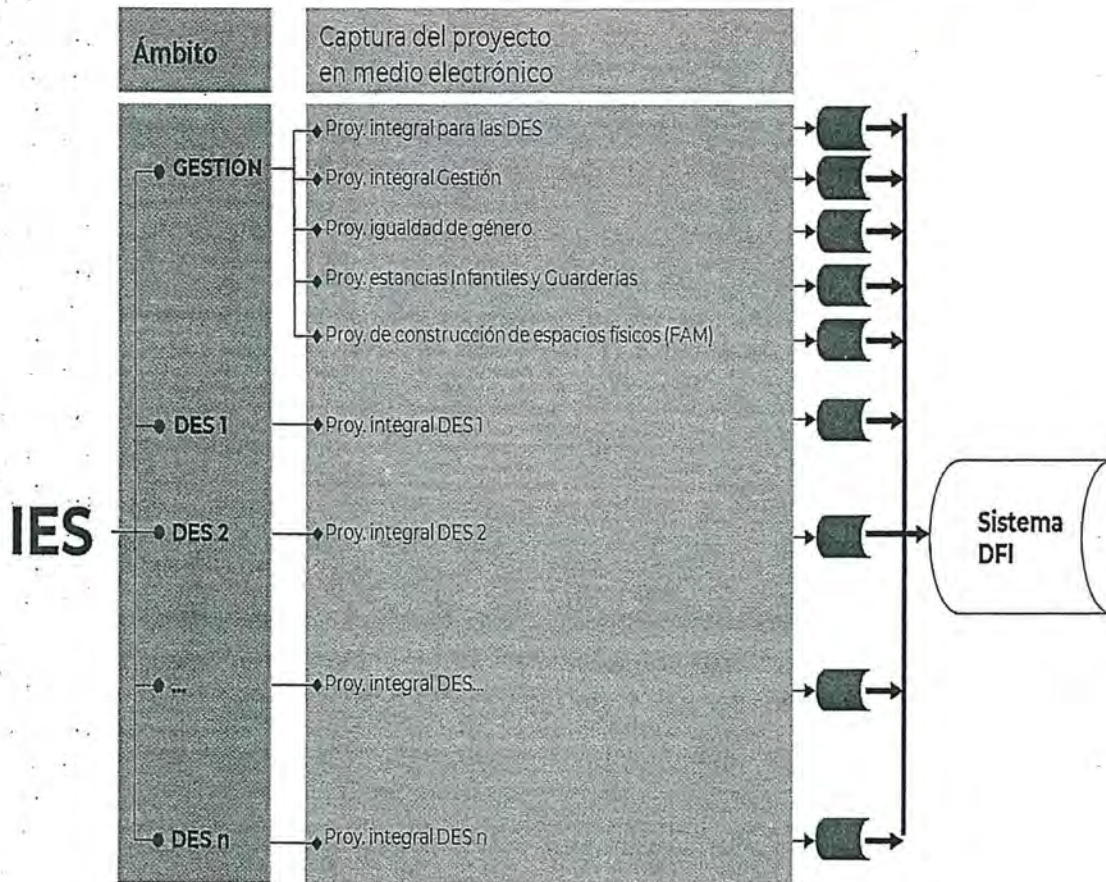 Ámbito
Captura del proyecto
en medio electrónico
GESTIÓN
Proy. integral para las DES
Proy. integral Gestión
Proy. igualdad de género
Proy. estancias Infantiles y Guarderías
Proy. de construcción de espacios físicos (FAM)
DES 1
Proy. integral DES 1
IES
DES 2
Proy. integral DES 2
Sistema
DFI
...
Proy. integral DES...
DES n
Proy. integral DES n